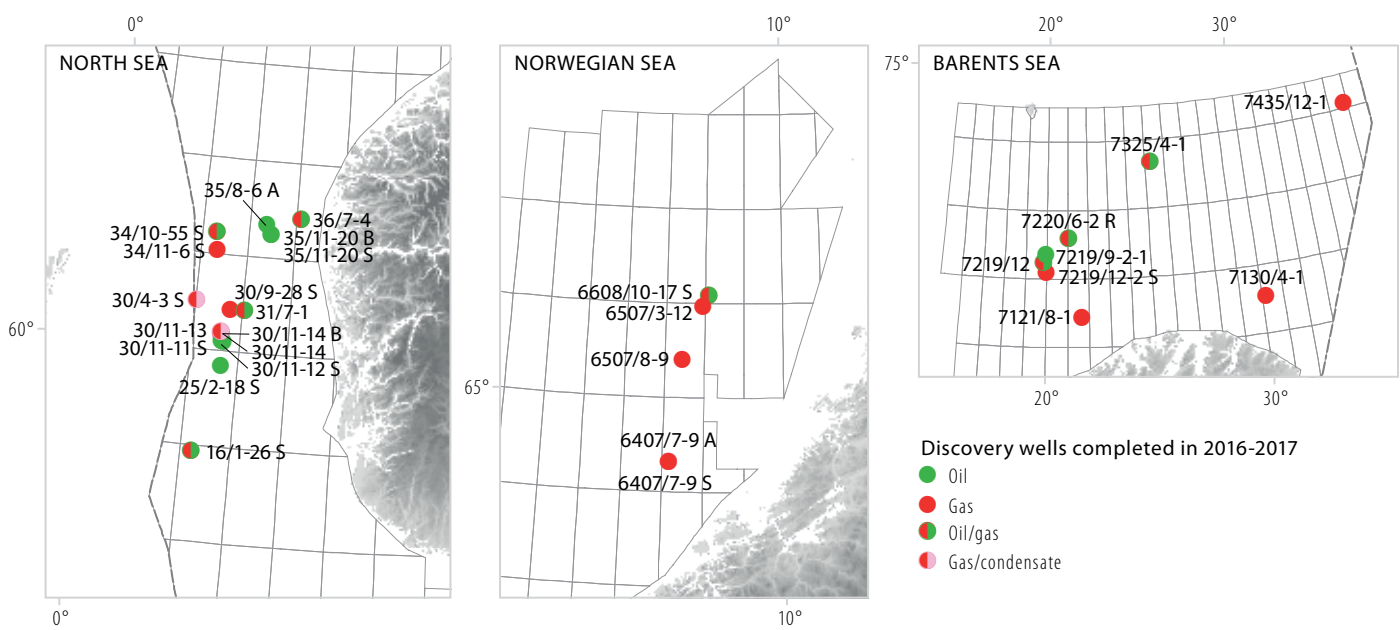 0°
10°
20°
30°
NORTH SEA
NORWEGIAN SEA
75°
BARENTS SEA
7435/12-1
7325/4-1
35/8-6 A
36/7-4
34/10-55 S
35/11-20 B
34/11-6 S
35/11-20 S
7220/6-2 R
7219/9-2-1
7219/12
7219/12-2 S
7130/4-1
30/9-28 S
30/4-3 S
31/7-1
6608/10-17 S
6507/3-12
7121/8-1
60°
30/11-13
30/11-14 B
30/11-11 S
30/11-14
30/11-12 S
6507/8-9
25/2-18 S
65°
20°
30°
6407/7-9 A
16/1-26 S
6407/7-9 S
Discovery wells completed in 2016-2017
Oil
Gas
Oil/gas
Gas/condensate
0°
10°